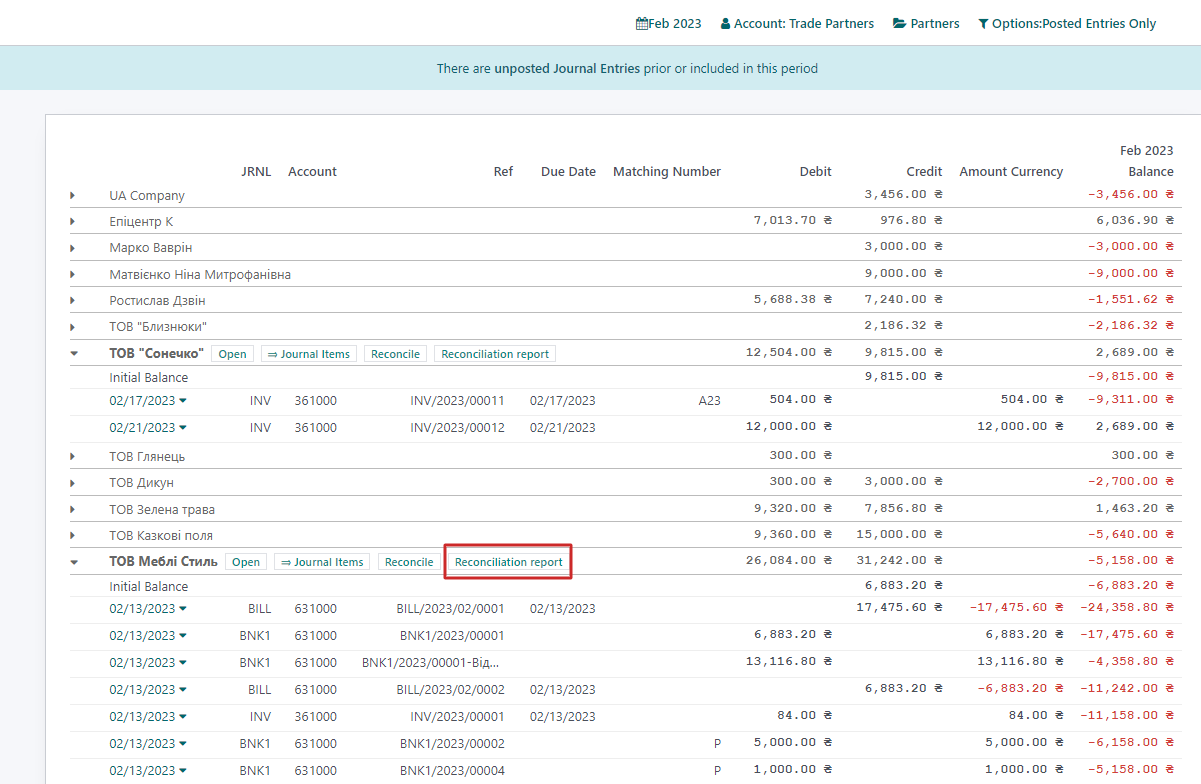 Feb 2023 Account: Trade Partners Partners Options:Posted Entries Only
There are unposted Journal Entries prior or included in this period
Feb 2023
JRNL Account Ref Due Date Matching Number Debit Credit Amount Currency Balance
UA Company 3,456.00 ₴ -3,456.00 ₴
Епіцентр К 7,013.70 ₴ 976.80 ₴ 6,036.90 ₴
Марко Ваврін 3,000.00 ₴ -3,000.00 ₴
Матвієнко Ніна Митрофанівна 9,000.00 ₴ -9,000.00 ₴
Ростислав Дзвін 5,688.38 ₴ 7,240.00 ₴ -1,551.62 ₴
ТОВ "Близнюки" 2,186.32 ₴ -2,186.32 ₴
ТОВ "Сонечко" Open ⇒ Journal Items Reconcile Reconciliation report 12,504.00 ₴ 9,815.00 ₴ 2,689.00 ₴
Initial Balance 9,815.00 ₴ -9,815.00 ₴
02/17/2023 INV 361000 INV/2023/00011 02/17/2023 A23 504.00 ₴ 504.00 ₴ -9,311.00 ₴
02/21/2023 INV 361000 INV/2023/00012 02/21/2023 12,000.00 ₴ 12,000.00 ₴ 2,689.00 ₴
ТОВ Глянець 300.00 ₴ 300.00 ₴
ТОВ Дикун 300.00 ₴ 3,000.00 ₴ -2,700.00 ₴
ТОВ Зелена трава 9,320.00 ₴ 7,856.80 ₴ 1,463.20 ₴
ТОВ Казкові поля 9,360.00 ₴ 15,000.00 ₴ -5,640.00 ₴
ТОВ Меблі Стиль Open ⇒ Journal Items Reconcile Reconciliation report 26,084.00 ₴ 31,242.00 ₴ -5,158.00 ₴
Initial Balance 6,883.20 ₴ -6,883.20 ₴
02/13/2023 BILL 631000 BILL/2023/02/0001 02/13/2023 17,475.60 ₴ -17,475.60 ₴ -24,358.80 ₴
02/13/2023 BNK1 631000 BNK1/2023/00001 6,883.20 ₴ 6,883.20 ₴ -17,475.60 ₴
02/13/2023 BNK1 631000 BNK1/2023/00001-Від... 13,116.80 ₴ 13,116.80 ₴ -4,358.80 ₴
02/13/2023 BILL 631000 BILL/2023/02/0002 02/13/2023 6,883.20 ₴ -6,883.20 ₴ -11,242.00 ₴
02/13/2023 INV 361000 INV/2023/00001 02/13/2023 84.00 ₴ 84.00 ₴ -11,158.00 ₴
02/13/2023 BNK1 631000 BNK1/2023/00002 P 5,000.00 ₴ 5,000.00 ₴ -6,158.00 ₴
02/13/2023 BNK1 631000 BNK1/2023/00004 P 1,000.00 ₴ 1,000.00 ₴ -5,158.00 ₴